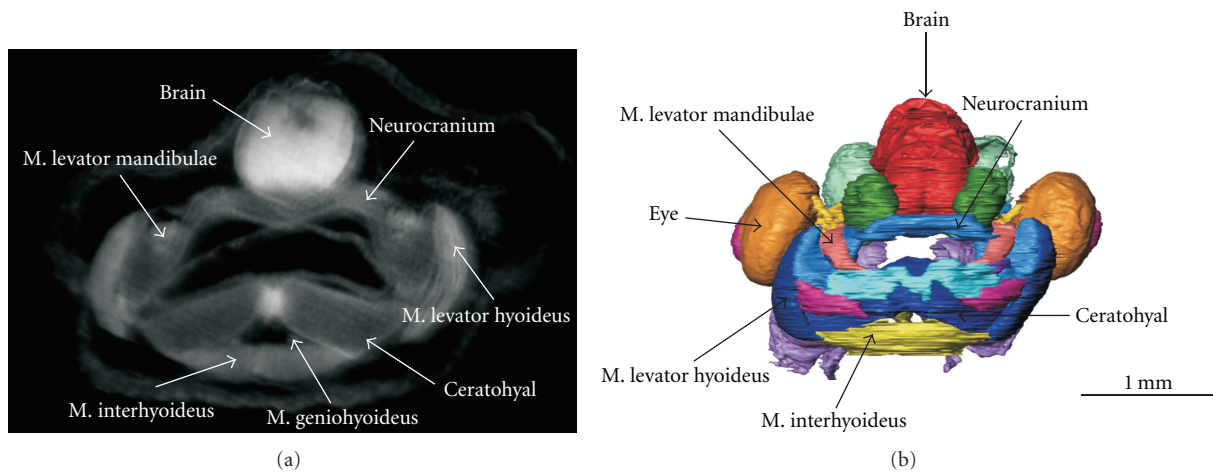 Brain
Neurocranium
M. levator mandibulae
M. levator hyoideus
Ceratohyal
M. interhyoideus
M. geniohyoideus
(a)
Brain
M. levator mandibulae
Neurocranium
Eye
Ceratohyal
M. levator hyoideus
1 mm
M. interhyoideus
(b)